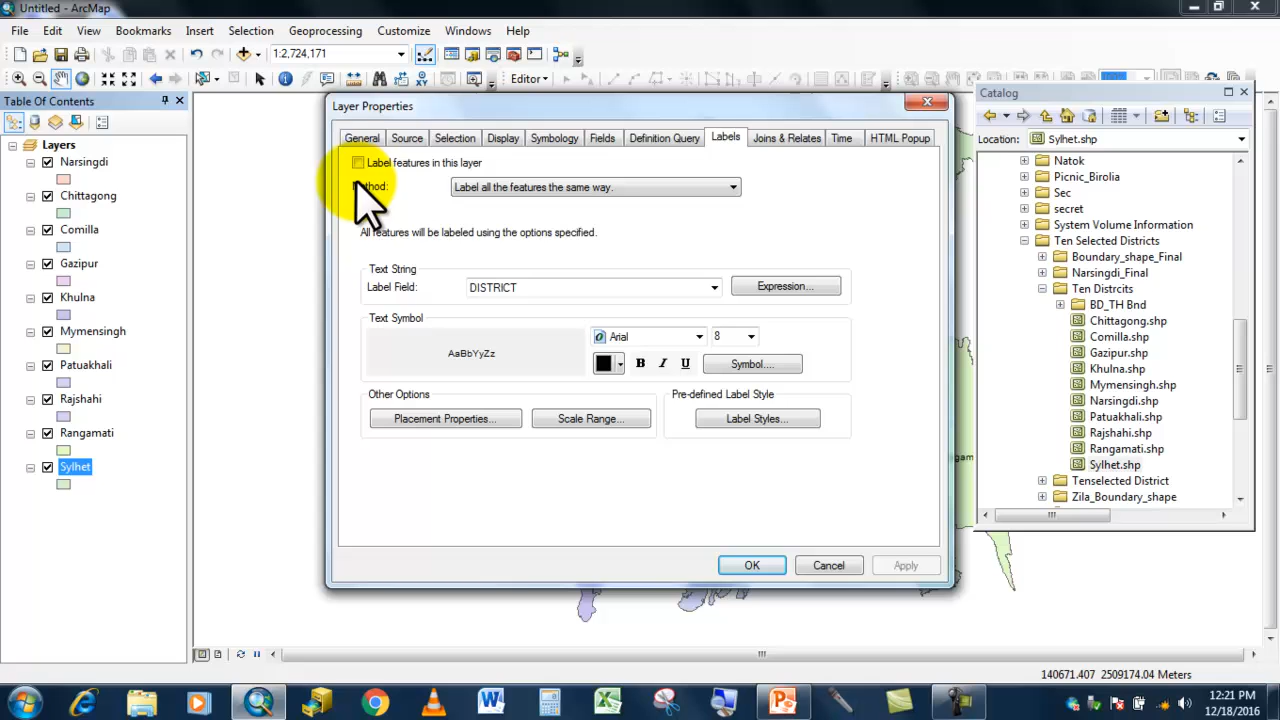 Untitled - ArcMap
File Edit View Bookmarks Insert Selection Geoprocessing Customize Windows Help
1:2,724,171
Editor
Table Of Contents
Layers
Narsingdi
Chittagong
Comilla
Gazipur
Khulna
Mymensingh
Patuakhali
Rajshahi
Rangamati
Sylhet
Layer Properties
General Source Selection Display Symbology Fields Definition Query Labels Joins & Relates Time HTML Popup
Label features in this layer
Label all the features the same way.
All features will be labeled using the options specified.
Text String
Label Field: DISTRICT Expression...
Text Symbol
AaBbYyZz
Arial 8
B I U Symbol....
Other Options
Placement Properties... Scale Range...
Pre-defined Label Style
Label Styles...
OK Cancel Apply
Catalog
Location: Sylhet.shp
Natok
Picnic_Birolia
Sec
secret
System Volume Information
Ten Selected Districts
Boundary_shape_Final
Narsingdi_Final
Ten Distrcits
BD_TH Bnd
Chittagong.shp
Comilla.shp
Gazipur.shp
Khulna.shp
Mymensingh.shp
Narsingdi.shp
Patuakhali.shp
Rajshahi.shp
Rangamati.shp
Sylhet.shp
Tenselected District
Zila_Boundary_shape
140671.407 2509174.04 Meters
12:21 PM
12/18/2016